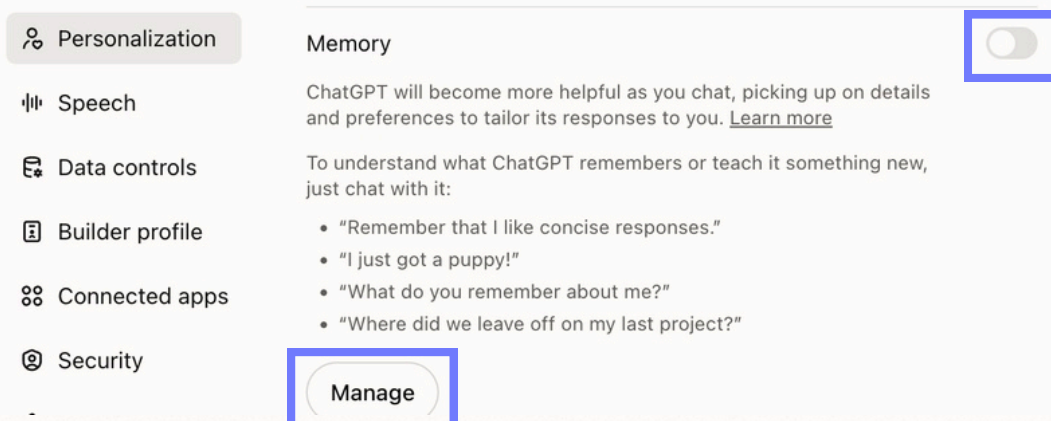 Personalization
Speech
Data controls
Builder profile
Connected apps
Security
Memory
ChatGPT will become more helpful as you chat, picking up on details
and preferences to tailor its responses to you. Learn more
To understand what ChatGPT remembers or teach it something new,
just chat with it:
• “Remember that I like concise responses.”
• “I just got a puppy!”
• “What do you remember about me?”
• “Where did we leave off on my last project?”
Manage